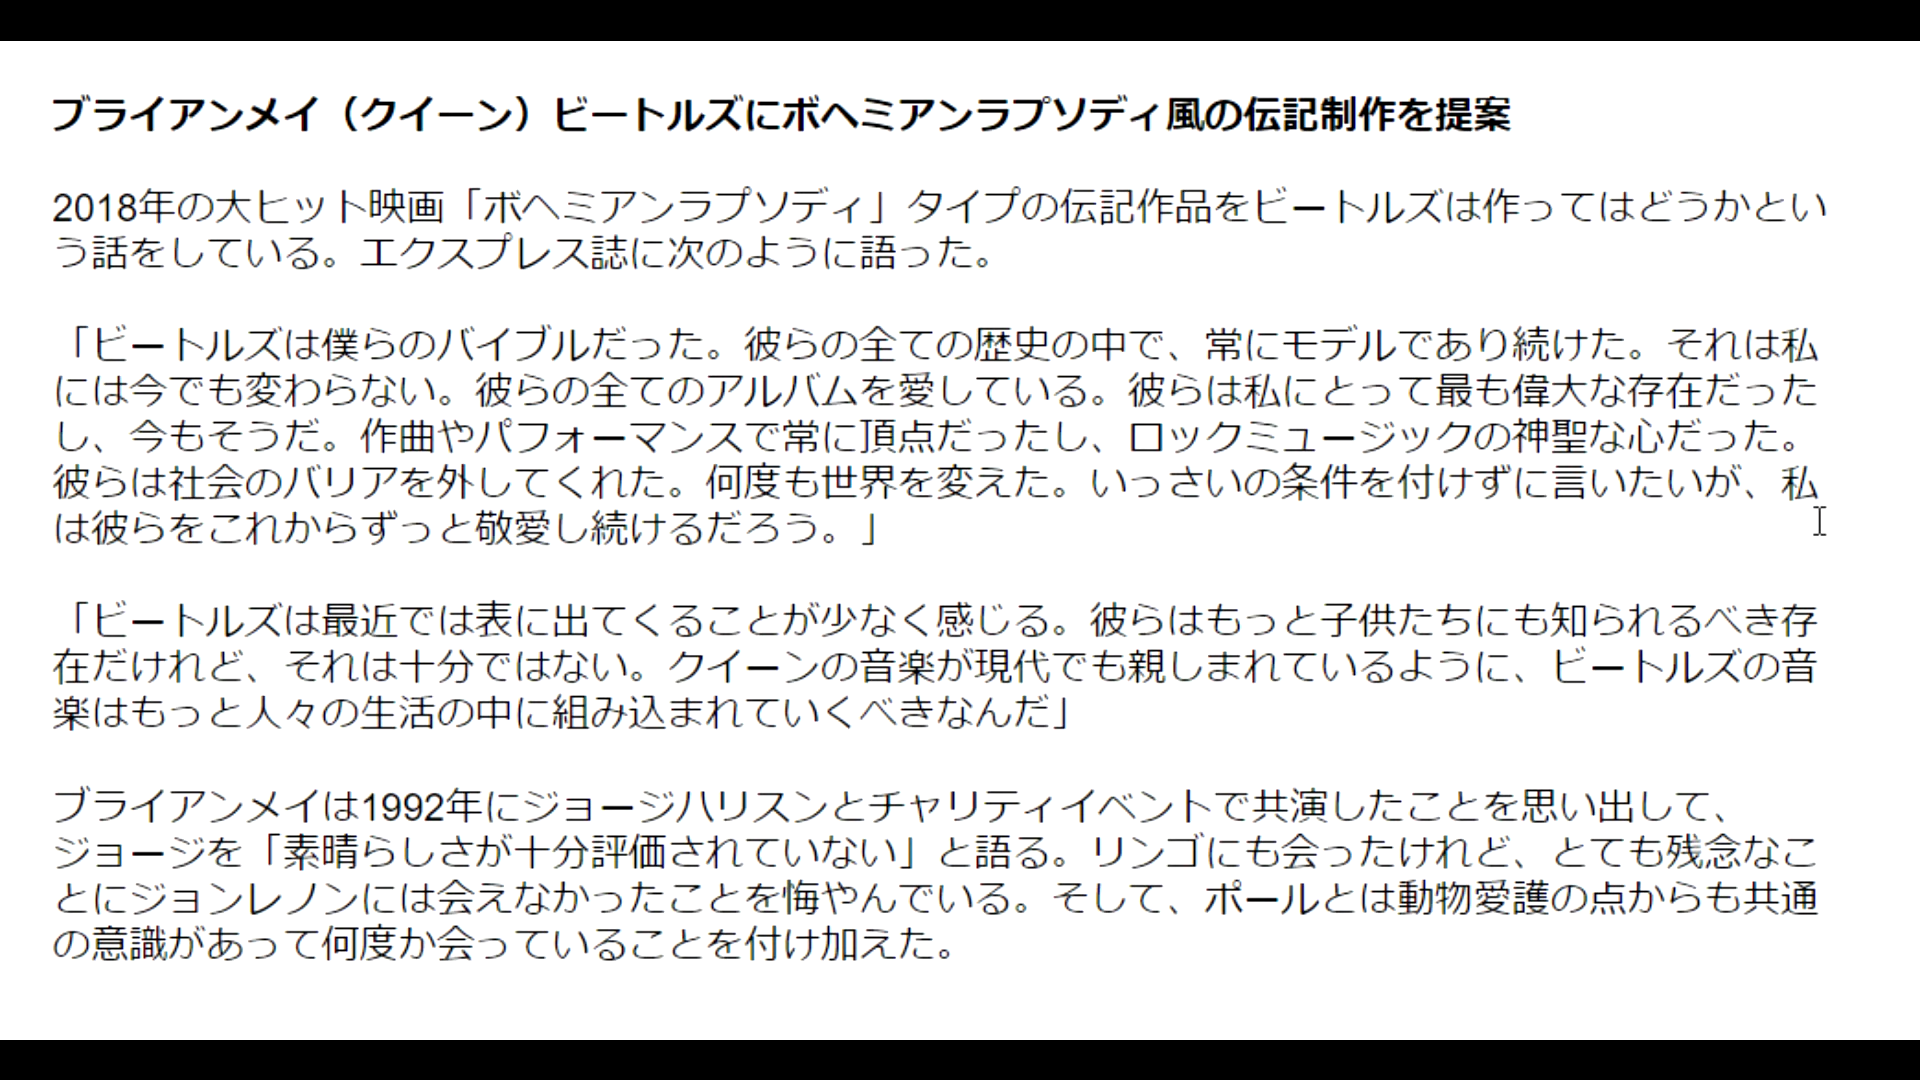 ブライアンメイ（クイーン）ビートルズにボヘミアンラプソディ風の伝記制作を提案
2018年の大ヒット映画「ボヘミアンラプソディ」タイプの伝記作品をビートルズは作ってはどうかとい
う話をしている。エクスプレス誌に次のように語った。
「ビートルズは僕らのバイブルだった。彼らの全ての歴史の中で、常にモデルであり続けた。それは私
には今でも変わらない。彼らの全てのアルバムを愛している。彼らは私にとって最も偉大な存在だった
し、今もそうだ。作曲やパフォーマンスで常に頂点だったし、ロックミュージックの神聖な心だった。
彼らは社会のバリアを外してくれた。何度も世界を変えた。いっさいの条件を付けずに言いたいが、私
は彼らをこれからずっと敬愛し続けるだろう。」
「ビートルズは最近では表に出てくることが少なく感じる。彼らはもっと子供たちにも知られるべき存
在だけれど、それは十分ではない。クイーンの音楽が現代でも親しまれているように、ビートルズの音
楽はもっと人々の生活の中に組み込まれていくべきなんだ」
ブライアンメイは1992年にジョージハリスンとチャリティイベントで共演したことを思い出して、
ジョージを「素晴らしさが十分評価されていない」と語る。リンゴにも会ったけれど、とても残念なこ
とにジョンレノンには会えなかったことを悔やんでいる。そして、ポールとは動物愛護の点からも共通
の意識があって何度か会っていることを付け加えた。